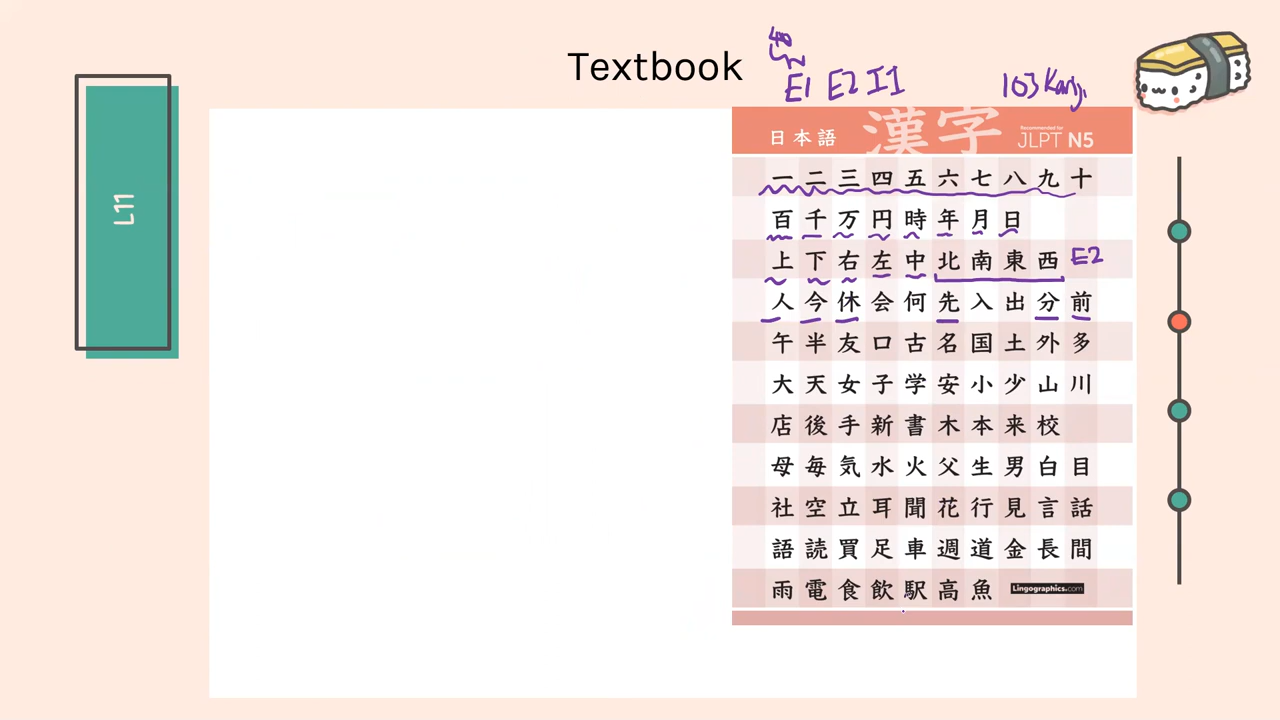 Textbook
40
E1 E2 I1
103 Kanji
L11
日本語 漢字 Recommended for JLPT N5
一 二 三 四 五 六 七 八 九 十
百 千 万 円 時 年 月 日
上 下 右 左 中 北 南 東 西 E2
人 今 休 会 何 先 入 出 分 前
午 半 友 口 古 名 国 土 外 多
大 天 女 子 学 安 小 少 山 川
店 後 手 新 書 木 本 来 校
母 毎 気 水 火 父 生 男 白 目
社 空 立 耳 聞 花 行 見 言 話
語 読 買 足 車 週 道 金 長 間
雨 電 食 飲 駅 高 魚 Lingographics.com